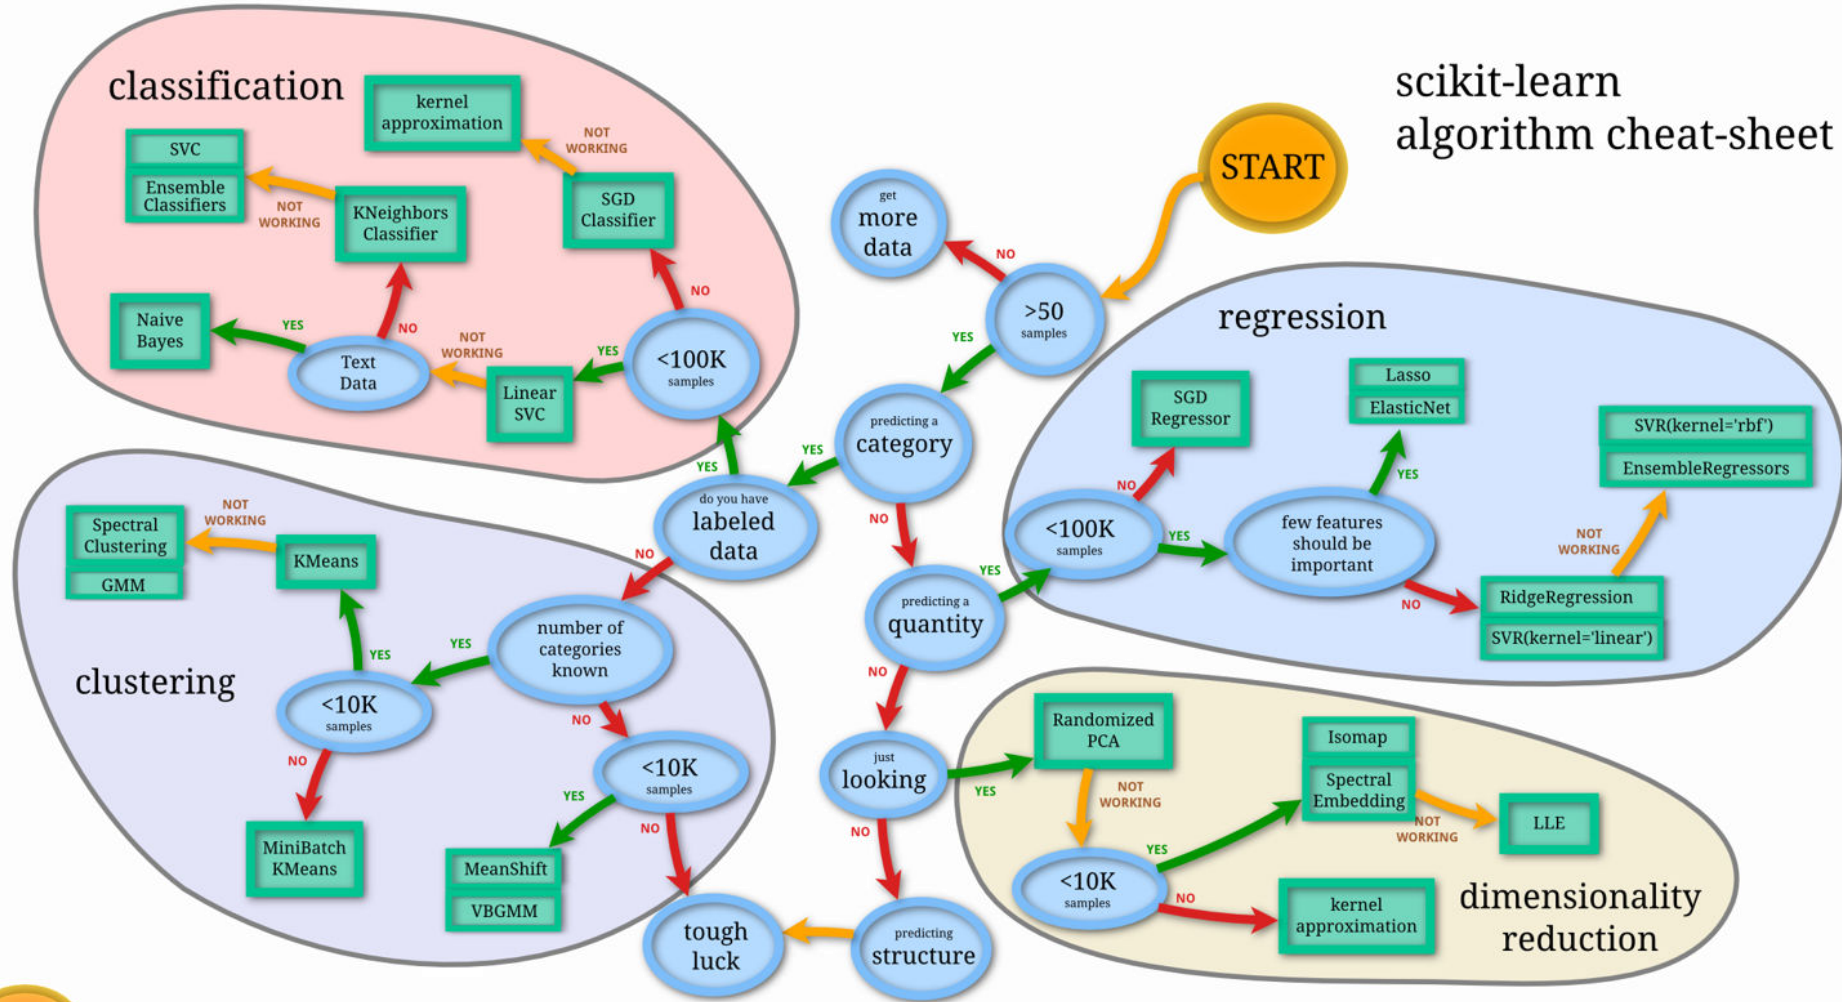 scikit-learn
algorithm cheat-sheet
START
>50
samples
NO
get
more
data
YES
predicting a
category
YES
do you have
labeled
data
YES
NO
NO
classification
<100K
samples
NO
SGD
Classifier
NOT
WORKING
kernel
approximation
YES
Linear
SVC
NOT
WORKING
Text
Data
YES
Naive
Bayes
NO
KNeighbors
Classifier
NOT
WORKING
SVC
Ensemble
Classifiers
clustering
number of
categories
known
YES
<10K
samples
YES
KMeans
NOT
WORKING
Spectral
Clustering
GMM
NO
MiniBatch
KMeans
NO
<10K
samples
YES
MeanShift
VBGMM
NO
tough
luck
predicting a
quantity
YES
NO
regression
<100K
samples
NO
SGD
Regressor
YES
few features
should be
important
YES
Lasso
ElasticNet
NO
RidgeRegression
SVR(kernel='linear')
NOT
WORKING
SVR(kernel='rbf')
EnsembleRegressors
just
looking
YES
NO
predicting
structure
dimensionality
reduction
Randomized
PCA
NOT
WORKING
<10K
samples
YES
Isomap
Spectral
Embedding
NOT
WORKING
LLE
NO
kernel
approximation